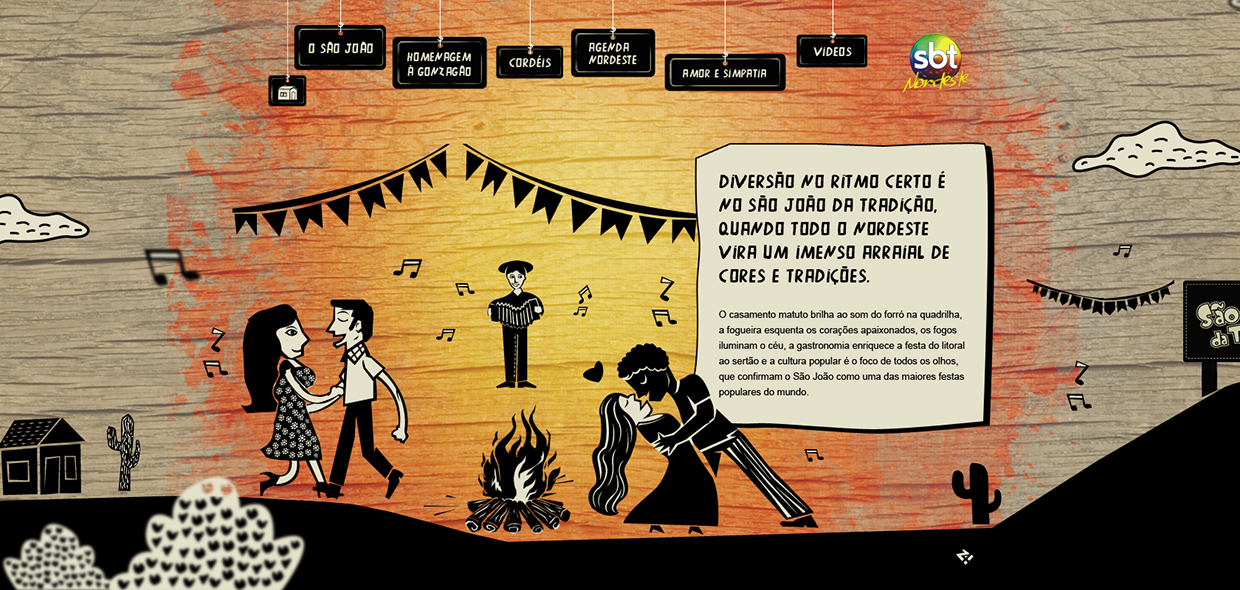 O SÃO JOÃO
HOMENAGEM
À GONZAGÃO
CORDÉIS
AGENDA
NORDESTE
AMOR E SIMPATIA
VÍDEOS
sbt
Nordeste
DIVERSÃO NO RITMO CERTO É
NO SÃO JOÃO DA TRADIÇÃO,
QUANDO TODO O NORDESTE
VIRA UM IMENSO ARRAIAL DE
CORES E TRADIÇÕES.
O casamento matuto brilha ao som do forró na quadrilha,
a fogueira esquenta os corações apaixonados, os fogos
iluminam o céu, a gastronomia enriquece a festa do litoral
ao sertão e a cultura popular é o foco de todos os olhos,
que confirmam o São João como uma das maiores festas
populares do mundo.
São
da T